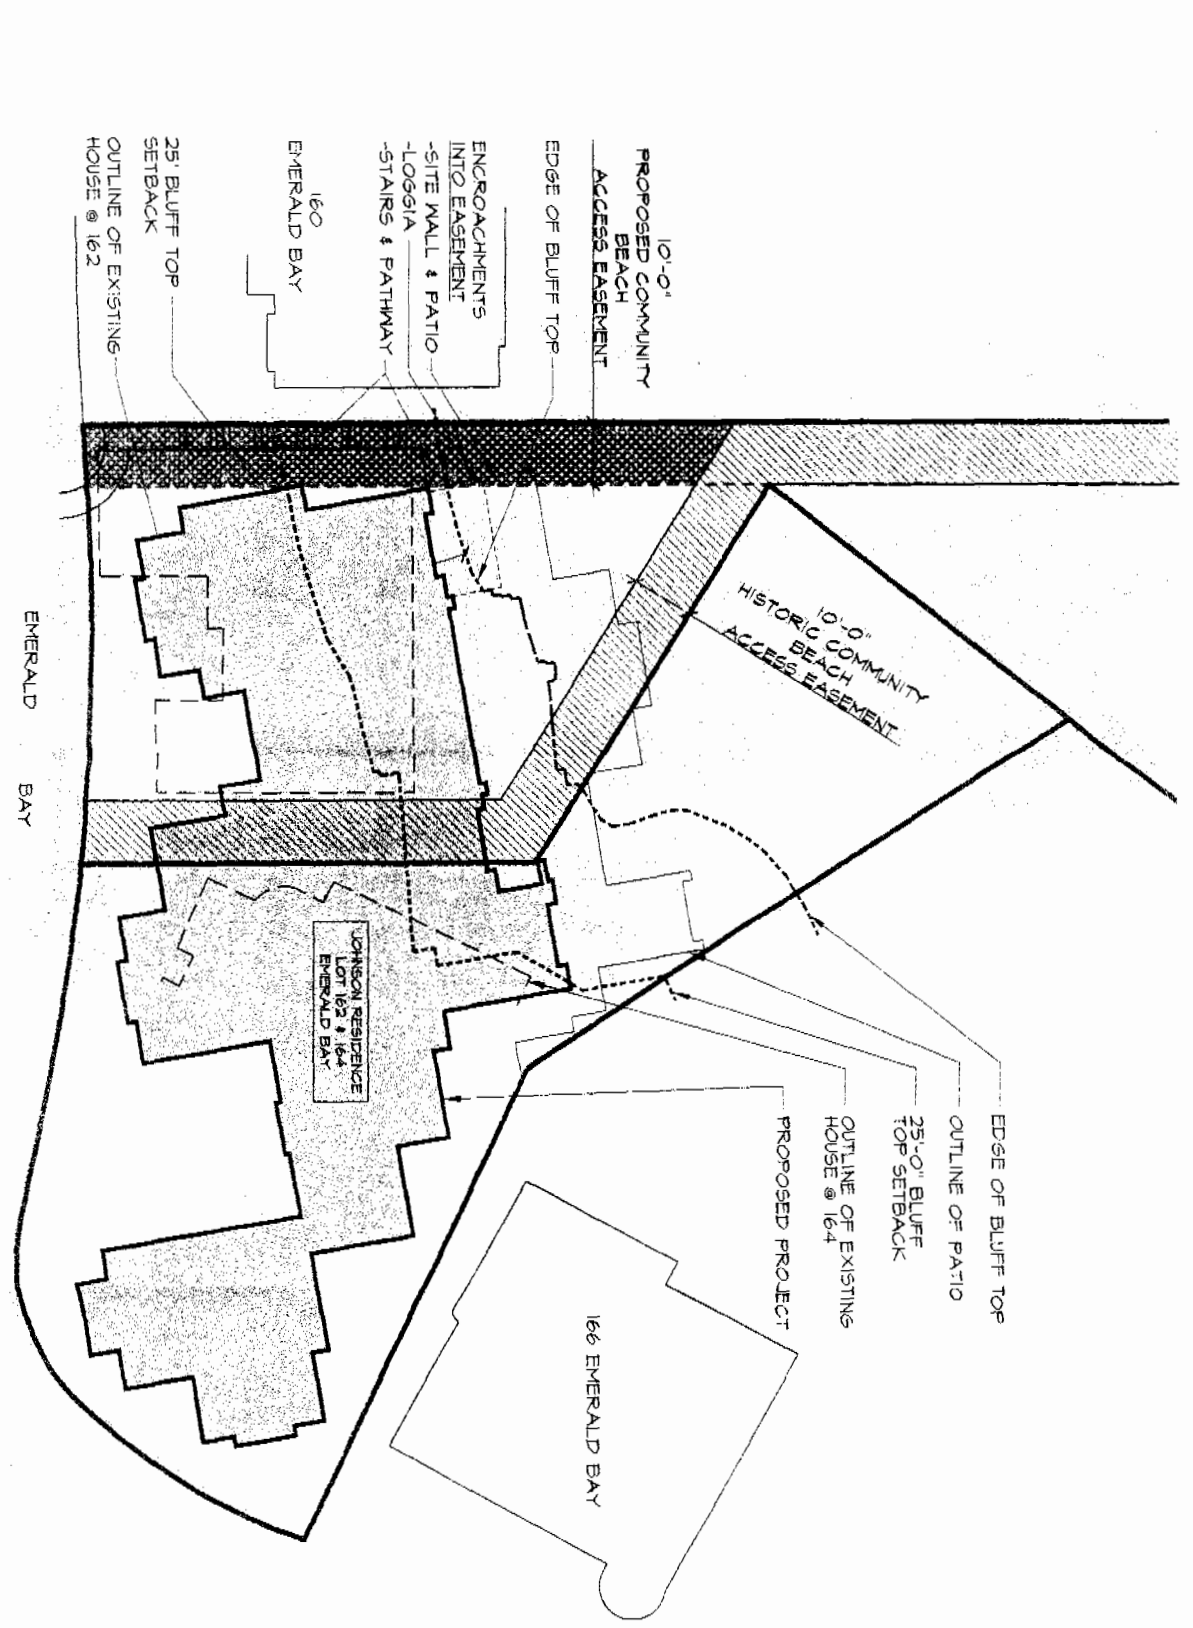 10'-0"
PROPOSED COMMUNITY
BEACH
ACCESS EASEMENT
EDGE OF BLUFF TOP
ENCROACHMENTS
INTO EASEMENT
-SITE WALL & PATIO
-LOGGIA
-STAIRS & PATHWAY
160
EMERALD BAY
25' BLUFF TOP
SETBACK
OUTLINE OF EXISTING
HOUSE @ 162
10'-0"
HISTORIC COMMUNITY
BEACH
ACCESS EASEMENT
EMERALD BAY
JOHNSON RESIDENCE
LOT 162 & 164
EMERALD BAY
EDGE OF BLUFF TOP
OUTLINE OF PATIO
25'-0" BLUFF
TOP SETBACK
OUTLINE OF EXISTING
HOUSE @ 164
PROPOSED PROJECT
166 EMERALD BAY